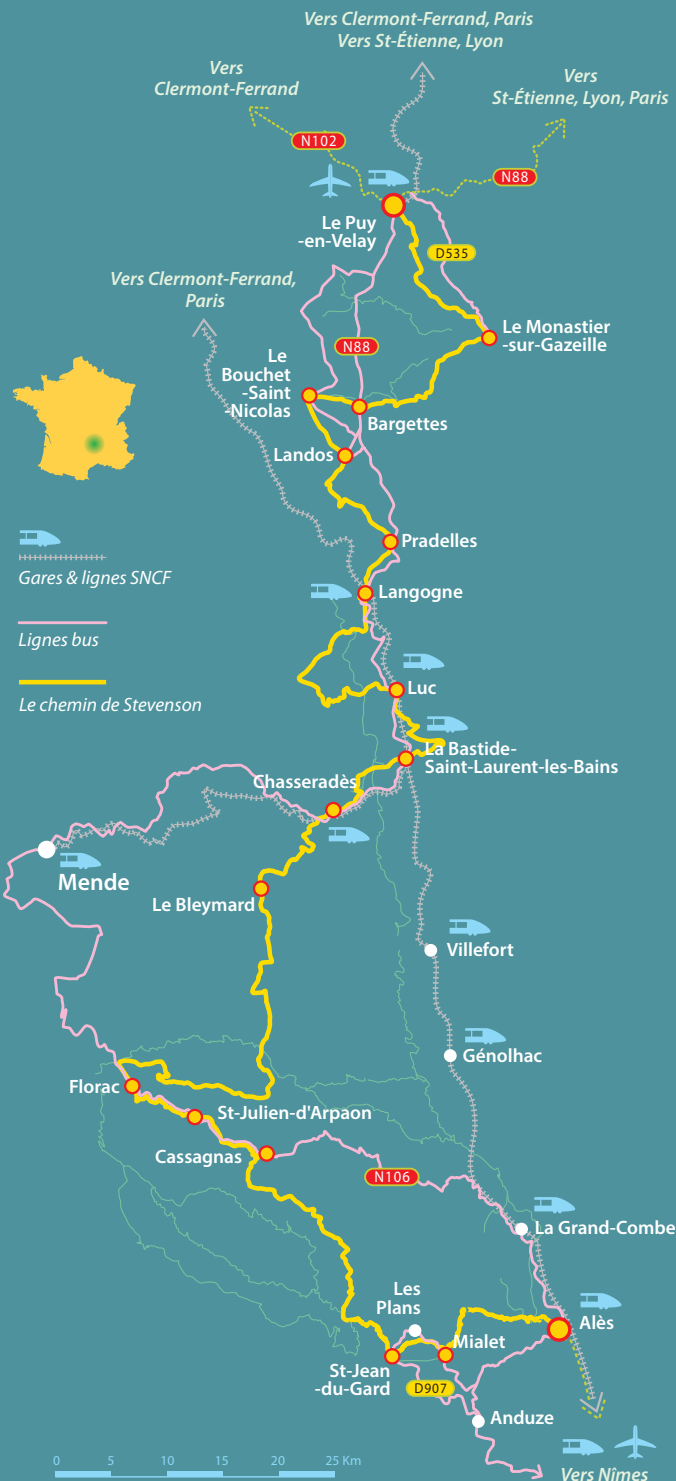 Vers Clermont-Ferrand, Paris
Vers St-Étienne, Lyon
Vers
Clermont-Ferrand
Vers
St-Étienne, Lyon, Paris
N102
N88
Le Puy
-en-Velay
D535
Vers Clermont-Ferrand,
Paris
Le Monastier
-sur-Gazeille
N88
Le
Bouchet
-Saint
-Nicolas
Bargettes
Landos
Pradelles
Gares & lignes SNCF
Langogne
Lignes bus
Luc
Le chemin de Stevenson
La Bastide-
Saint-Laurent-les-Bains
Chasseradès
Mende
Le Bleymard
Villefort
Génolhac
Florac
St-Julien-d'Arpaon
Cassagnas
N106
La Grand-Combe
Les
Plans
Alès
Mialet
St-Jean
-du-Gard
D907
Anduze
0 5 10 15 20 25 Km
Vers Nîmes